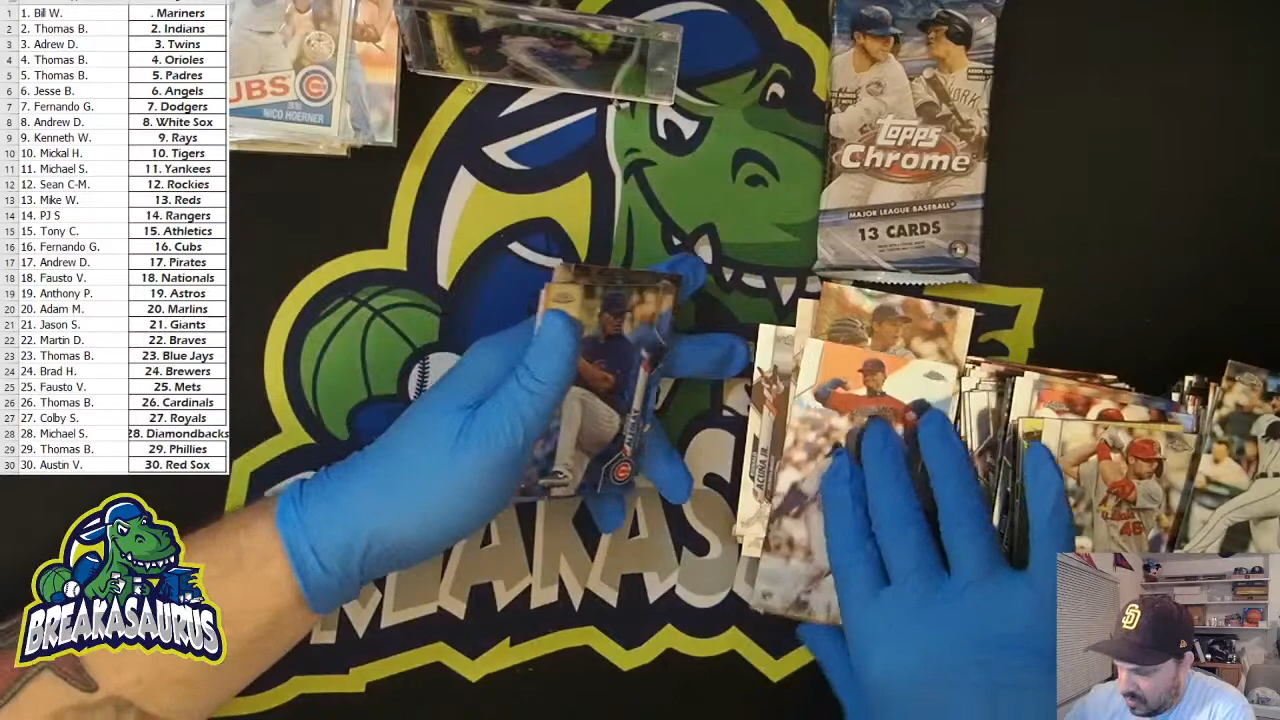 1 1. Bill W. . Mariners
2 2. Thomas B. 2. Indians
3 3. Adrew D. 3. Twins
4 4. Thomas B. 4. Orioles
5 5. Thomas B. 5. Padres
6 6. Jesse B. 6. Angels
7 7. Fernando G. 7. Dodgers
8 8. Andrew D. 8. White Sox
9 9. Kenneth W. 9. Rays
10 10. Mickal H. 10. Tigers
11 11. Michael S. 11. Yankees
12 12. Sean C-M. 12. Rockies
13 13. Mike W. 13. Reds
14 14. PJ S 14. Rangers
15 15. Tony C. 15. Athletics
16 16. Fernando G. 16. Cubs
17 17. Andrew D. 17. Pirates
18 18. Fausto V. 18. Nationals
19 19. Anthony P. 19. Astros
20 20. Adam M. 20. Marlins
21 21. Jason S. 21. Giants
22 22. Martin D. 22. Braves
23 23. Thomas B. 23. Blue Jays
24 24. Brad H. 24. Brewers
25 25. Fausto V. 25. Mets
26 26. Thomas B. 26. Cardinals
27 27. Colby S. 27. Royals
28 28. Michael S. 28. Diamondbacks
29 29. Thomas B. 29. Phillies
30 30. Austin V. 30. Red Sox
UBS
NICO HOERNER
YORK
Topps
Chrome
MAJOR LEAGUE BASEBALL
13 CARDS
ACUÑA JR.
46
BREAKASAURUS
SD